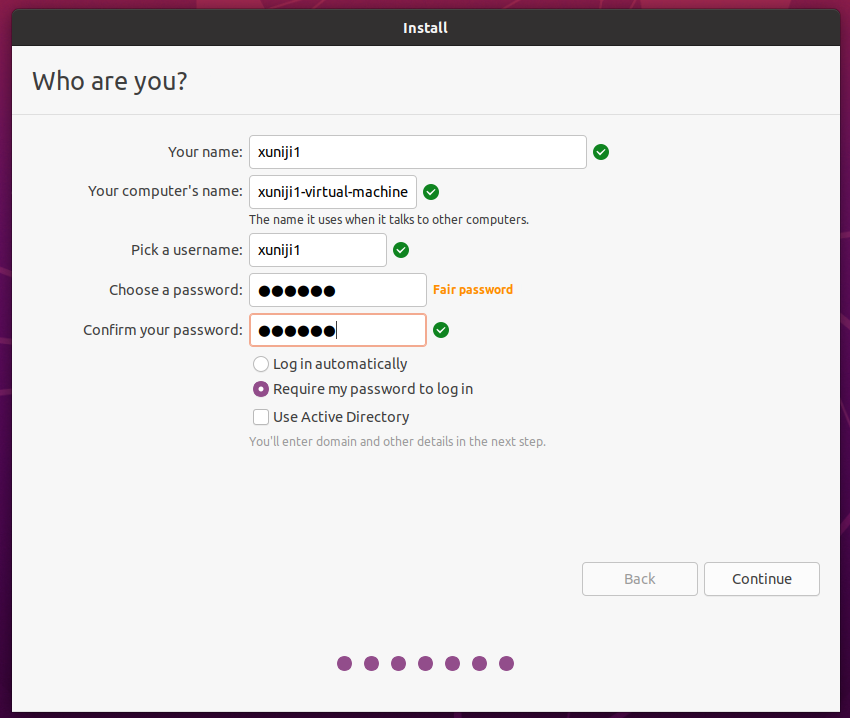 Install
Who are you?
Your name: xuniji1
Your computer's name: xuniji1-virtual-machine
The name it uses when it talks to other computers.
Pick a username: xuniji1
Choose a password: ●●●●●● Fair password
Confirm your password: ●●●●●●
Log in automatically
Require my password to log in
Use Active Directory
You'll enter domain and other details in the next step.
Back Continue